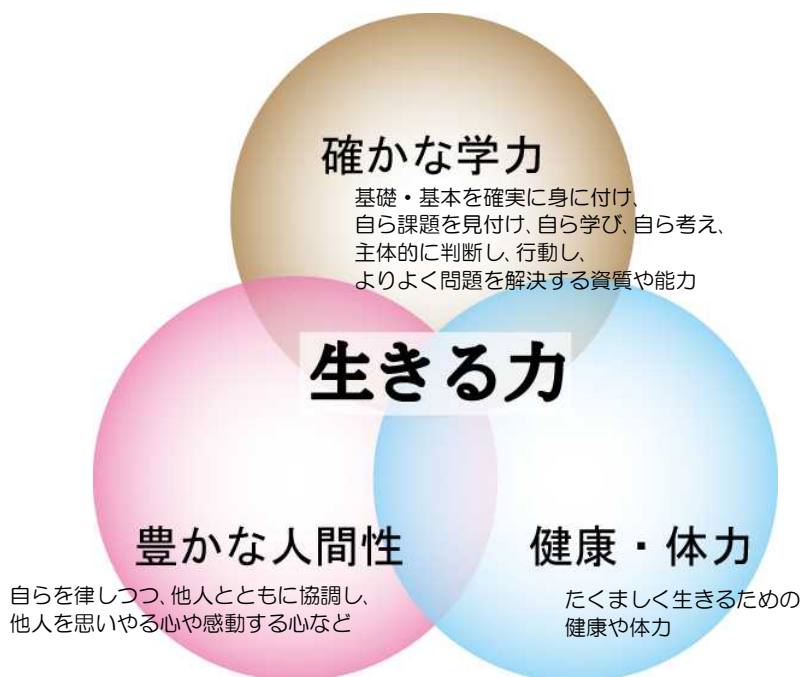 確かな学力
基礎・基本を確実に身に付け、
自ら課題を見付け、自ら学び、自ら考え、
主体的に判断し、行動し、
よりよく問題を解決する資質や能力
生きる力
豊かな人間性
自らを律しつつ、他人とともに協調し、
他人を思いやる心や感動する心など
健康・体力
たくましく生きるための
健康や体力